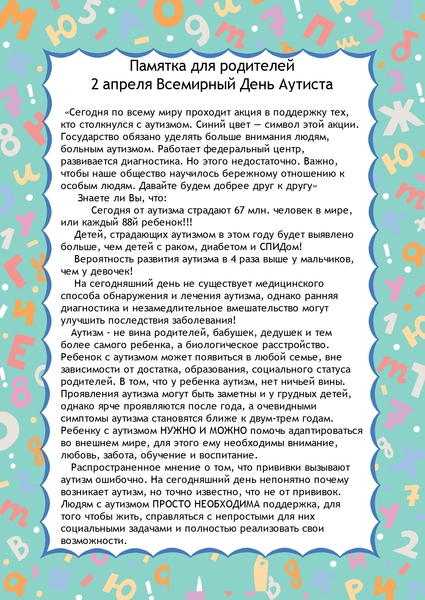 Памятка для родителей
2 апреля Всемирный День Аутиста
«Сегодня по всему миру проходит акция в поддержку тех,
кто столкнулся с аутизмом. Синий цвет — символ этой акции.
Государство обязано уделять больше внимания людям,
больным аутизмом. Работает федеральный центр,
развивается диагностика. Но этого недостаточно. Важно,
чтобы наше общество научилось бережному отношению к
особым людям. Давайте будем добрее друг к другу»
Знаете ли Вы, что:
Сегодня от аутизма страдают 67 млн. человек в мире,
или каждый 88й ребенок!!!
Детей, страдающих аутизмом в этом году будет выявлено
больше, чем детей с раком, диабетом и СПИДом!
Вероятность развития аутизма в 4 раза выше у мальчиков,
чем у девочек!
На сегодняшний день не существует медицинского
способа обнаружения и лечения аутизма, однако ранняя
диагностика и незамедлительное вмешательство могут
улучшить последствия заболевания!
Аутизм - не вина родителей, бабушек, дедушек и тем
более самого ребенка, а биологическое расстройство.
Ребенок с аутизмом может появиться в любой семье, вне
зависимости от достатка, образования, социального статуса
родителей. В том, что у ребенка аутизм, нет ничьей вины.
Проявления аутизма могут быть заметны и у грудных детей,
однако ярче проявляются после года, а очевидными
симптомы аутизма становятся ближе к двум-трем годам.
Ребенку с аутизмом НУЖНО И МОЖНО помочь адаптироваться
во внешнем мире, для этого ему необходимы внимание,
любовь, забота, обучение и воспитание.
Распространенное мнение о том, что прививки вызывают
аутизм ошибочно. На сегодняшний день непонятно почему
возникает аутизм, но точно известно, что не от прививок.
Людям с аутизмом ПРОСТО НЕОБХОДИМА поддержка, для
того чтобы жить, справляться с непростыми для них
социальными задачами и полностью реализовать свои
возможности.